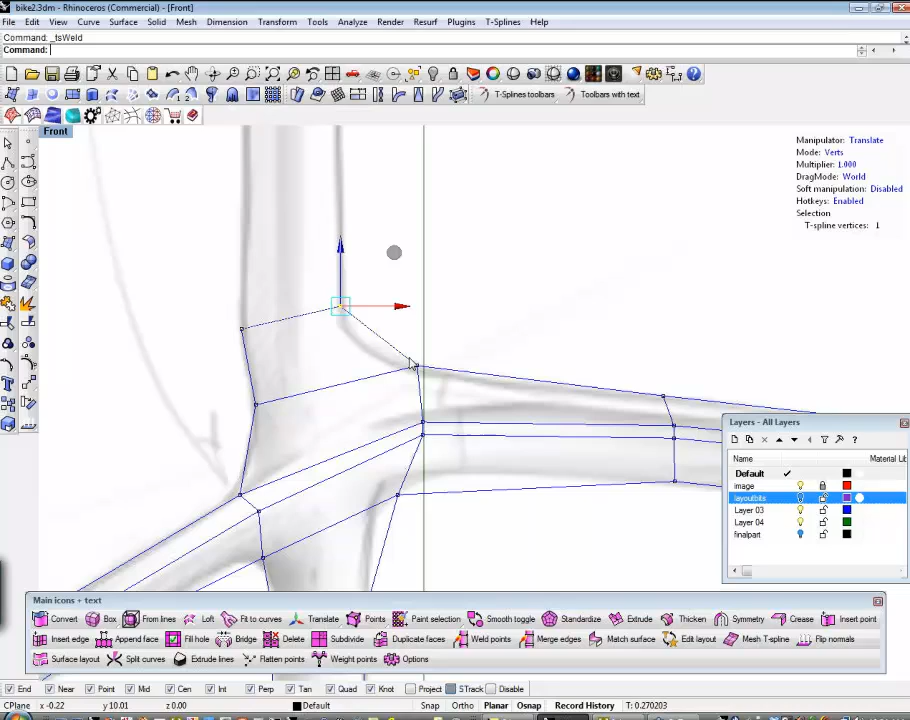 bike2.3dm - Rhinoceros (Commercial) - [Front]
File Edit View Curve Surface Solid Mesh Dimension Transform Tools Analyze Render Resurf Plugins T-Splines Help
Command: _tsWeld
Command:
T-Splines toolbars Toolbars with text
Front
Manipulator: Translate
Mode: Verts
Multiplier: 1.000
DragMode: World
Soft manipulation: Disabled
Hotkeys: Enabled
Selection
T-spline vertices: 1
Layers - All Layers
Name Material Lib
Default
image
layoutbits
Layer 03
Layer 04
finalpart
Main icons + text
Convert Box From lines Loft Fit to curves Translate Points Paint selection Smooth toggle Standardize Extrude Thicken Symmetry Crease Insert point
Insert edge Append face Fill hole Bridge Delete Subdivide Duplicate faces Weld points Merge edges Match surface Edit layout Mesh T-spline Flip normals
Surface layout Split curves Extrude lines Flatten points Weight points Options
End Near Point Mid Cen Int Perp Tan Quad Knot Project STrack Disable
CPlane x -0.22 y 10.01 z 0.00 Default Snap Ortho Planar Osnap Record History T: 0.270203